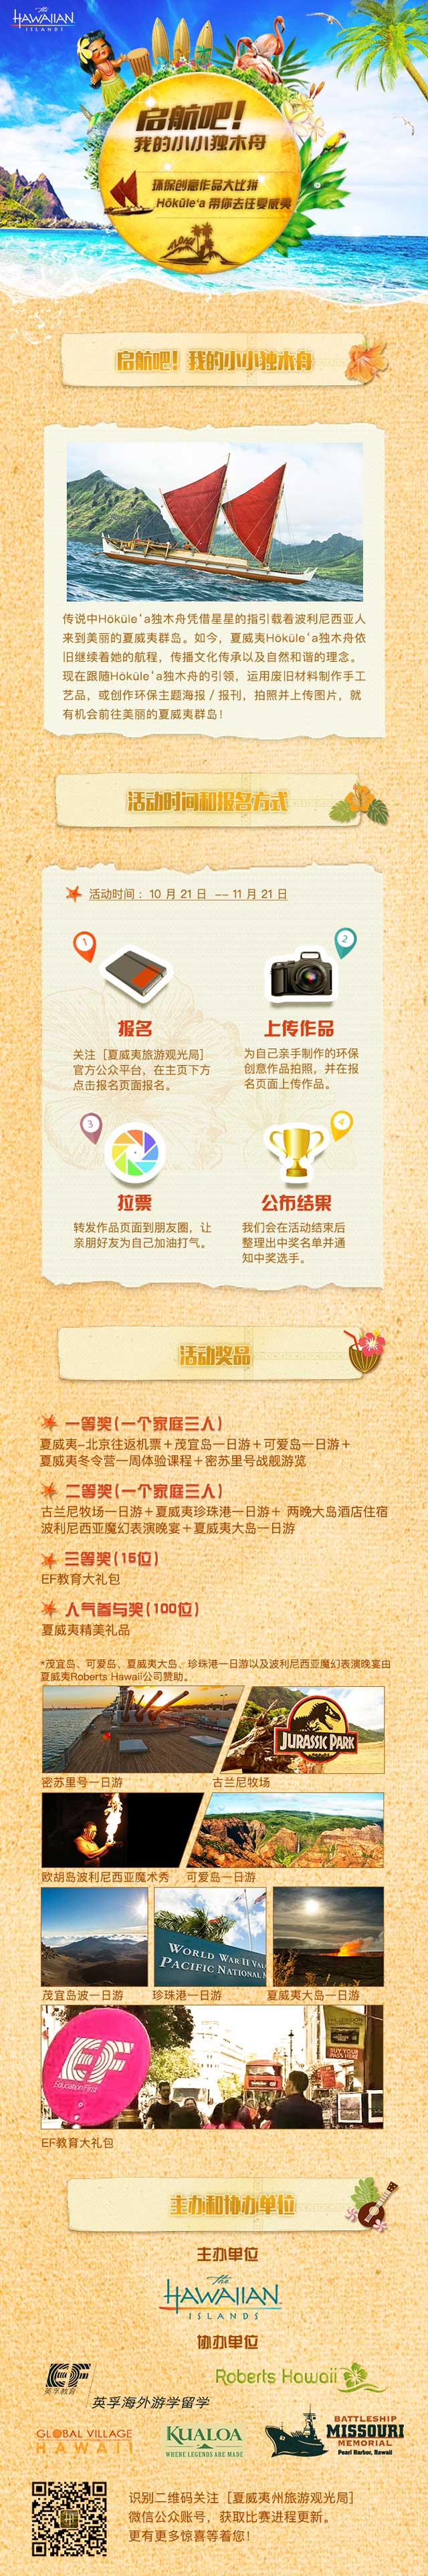 The
HAWAIIAN
ISLANDS
启航吧！
我的小小独木舟
环保创意作品大比拼
Hōkūle‘a 带你去往夏威夷
启航吧！我的小小独木舟
传说中Hōkūle‘a独木舟凭借星星的指引载着波利尼西亚人
来到美丽的夏威夷群岛。如今，夏威夷Hōkūle‘a独木舟依
旧继续着她的航程，传播文化传承以及自然和谐的理念。
现在跟随Hōkūle‘a独木舟的引领，运用废旧材料制作手工
艺品，或创作环保主题海报 / 报刊，拍照并上传图片，就
有机会前往美丽的夏威夷群岛！
活动时间和报名方式
活动时间：10 月 21 日 -- 11 月 21 日
1
2
报名
上传作品
关注［夏威夷旅游观光局］
官方公众平台，在主页下方
点击报名页面报名。
为自己亲手制作的环保
创意作品拍照，并在报
名页面上传作品。
3
4
拉票
公布结果
转发作品页面到朋友圈，让
亲朋好友为自己加油打气。
我们会在活动结束后
整理出中奖名单并通
知中奖选手。
活动奖品
一等奖(一个家庭三人)
夏威夷-北京往返机票＋茂宜岛一日游＋可爱岛一日游＋
夏威夷冬令营一周体验课程＋密苏里号战舰游览
二等奖(一个家庭三人)
古兰尼牧场一日游＋夏威夷珍珠港一日游＋ 两晚大岛酒店住宿
波利尼西亚魔幻表演晚宴＋夏威夷大岛一日游
三等奖(15位)
EF教育大礼包
人气参与奖(100位)
夏威夷精美礼品
*茂宜岛、可爱岛、夏威夷大岛、珍珠港一日游以及波利尼西亚魔幻表演晚宴由
夏威夷Roberts Hawaii公司赞助。
JURASSIC PARK
密苏里号一日游
古兰尼牧场
欧胡岛波利尼西亚魔术秀
可爱岛一日游
WORLD WAR II VAL
PACIFIC NATIONAL M
茂宜岛波一日游
珍珠港一日游
夏威夷大岛一日游
EF
Education First
BUY YOUR
PASS HERE
EF教育大礼包
主办和协办单位
主办单位
The
HAWAIIAN
ISLANDS
协办单位
EF
英孚教育
英孚海外游学留学
Roberts Hawaii
GLOBAL VILLAGE
HAWAII
KUALOA
WHERE LEGENDS ARE MADE
63
BATTLESHIP
MISSOURI
MEMORIAL
Pearl Harbor, Hawaii
识别二维码关注［夏威夷州旅游观光局］
微信公众账号，获取比赛进程更新。
更有更多惊喜等着您！